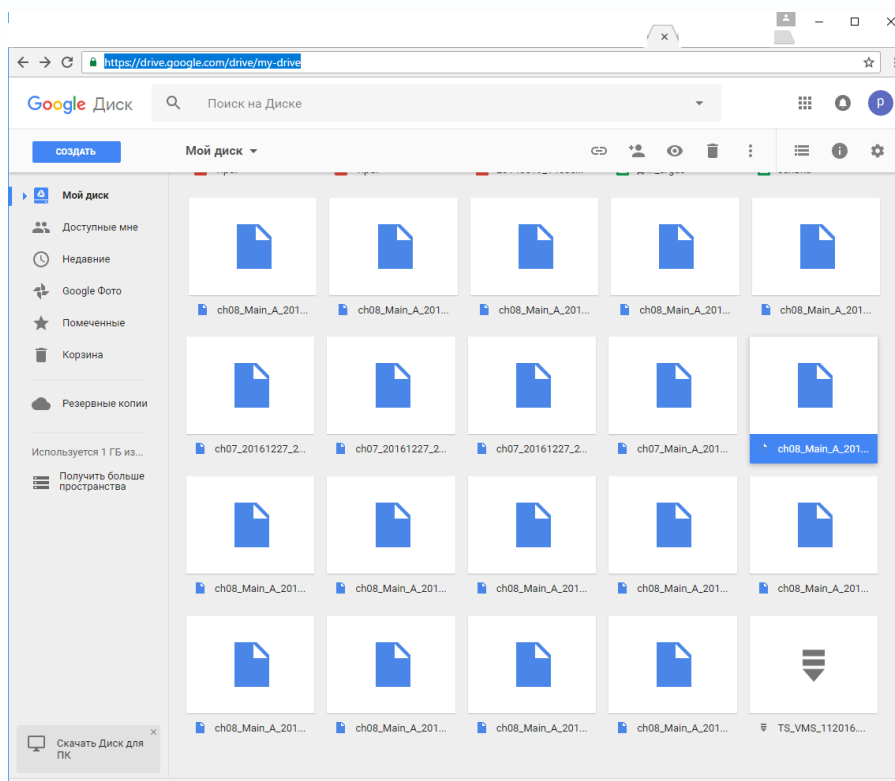 https://drive.google.com/drive/my-drive
Google Диск
Поиск на Диске
p
СОЗДАТЬ
Мой диск
Мой диск
Доступные мне
Недавние
Google Фото
Помеченные
Корзина
Резервные копии
Используется 1 ГБ из...
Получить больше
пространства
Скачать Диск для
ПК
ch08_Main_A_201... ch08_Main_A_201... ch08_Main_A_201... ch08_Main_A_201... ch08_Main_A_201...
ch07_20161227_2... ch07_20161227_2... ch07_20161227_2... ch07_Main_A_201... ch08_Main_A_201...
ch08_Main_A_201... ch08_Main_A_201... ch08_Main_A_201... ch08_Main_A_201... ch08_Main_A_201...
ch08_Main_A_201... ch08_Main_A_201... ch08_Main_A_201... ch08_Main_A_201... TS_VMS_112016....